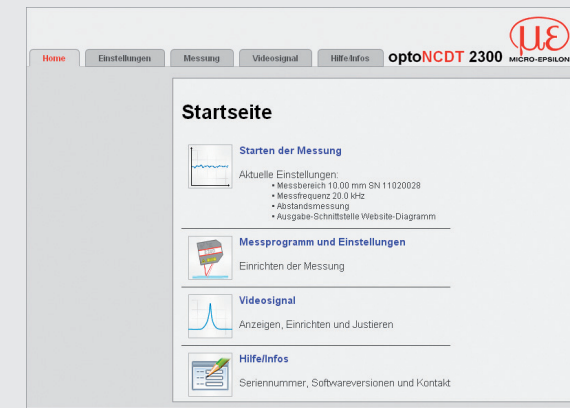 Home Einstellungen Messung Videosignal Hilfe/Infos optoNCDT 2300
με
MICRO-EPSILON
Startseite
Starten der Messung
Aktuelle Einstellungen:
• Messbereich 10.00 mm SN 11020028
• Messfrequenz 20.0 kHz
• Abstandsmessung
• Ausgabe-Schnittstelle Website-Diagramm
Messprogramm und Einstellungen
Einrichten der Messung
Videosignal
Anzeigen, Einrichten und Justieren
Hilfe/Infos
Seriennummer, Softwareversionen und Kontakt